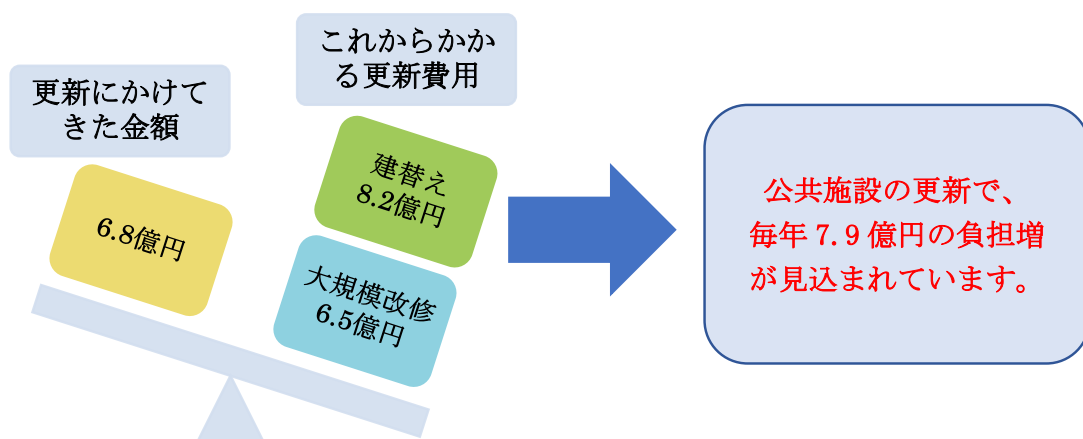 更新にかけて
きた金額
6.8億円
これからかか
る更新費用
建替え
8.2億円
大規模改修
6.5億円
公共施設の更新で、
毎年 7.9 億円の負担増
が見込まれています。